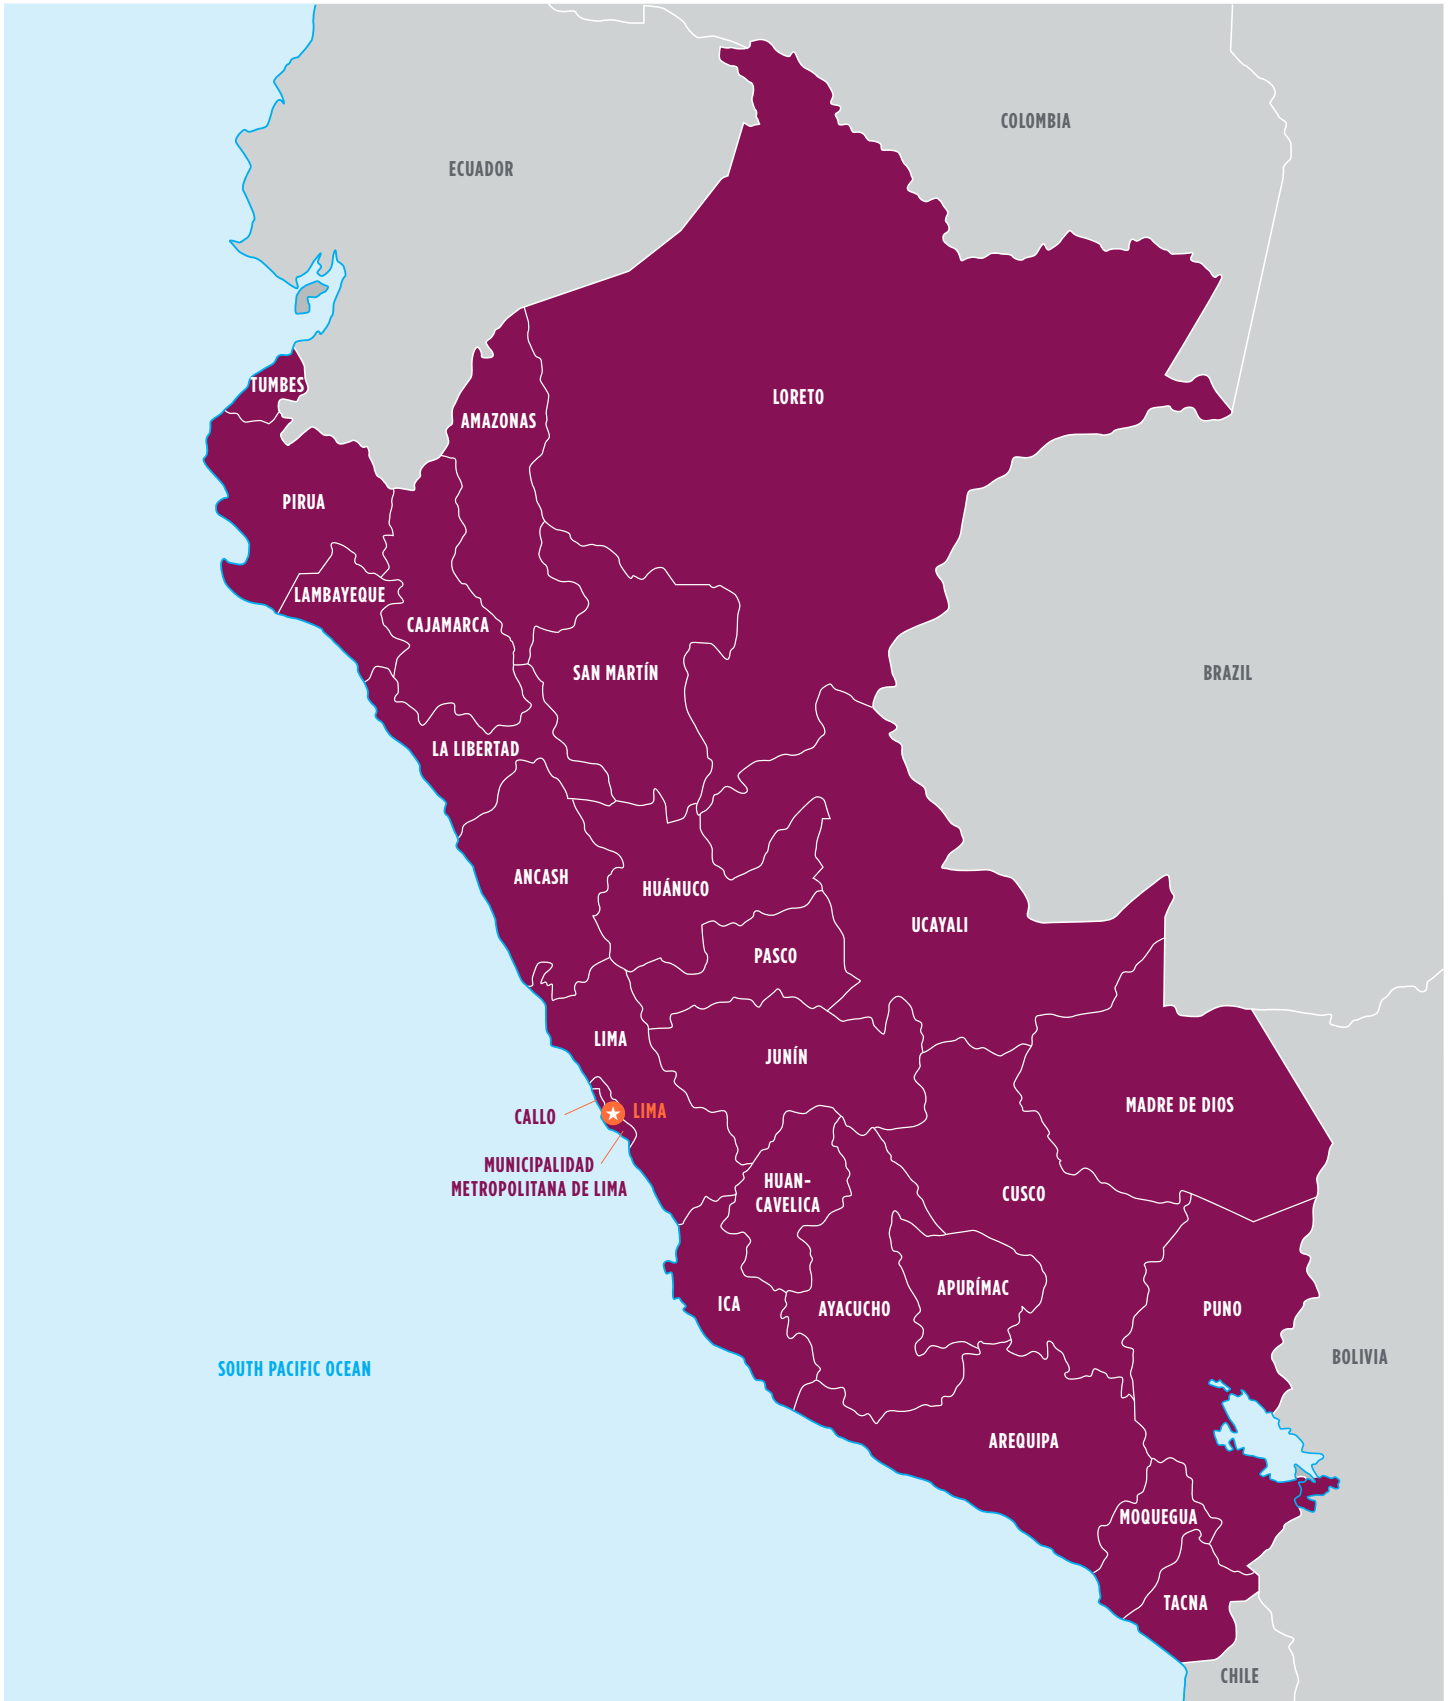 COLOMBIA
ECUADOR
TUMBES
LORETO
AMAZONAS
PIRUA
LAMBAYEQUE
CAJAMARCA
SAN MARTÍN
BRAZIL
LA LIBERTAD
ANCASH
HUÁNUCO
UCAYALI
PASCO
LIMA
JUNÍN
CALLO
LIMA
MADRE DE DIOS
MUNICIPALIDAD
METROPOLITANA DE LIMA
HUAN-
CAVELICA
CUSCO
APURÍMAC
ICA
AYACUCHO
PUNO
BOLIVIA
SOUTH PACIFIC OCEAN
AREQUIPA
MOQUEGUA
TACNA
CHILE